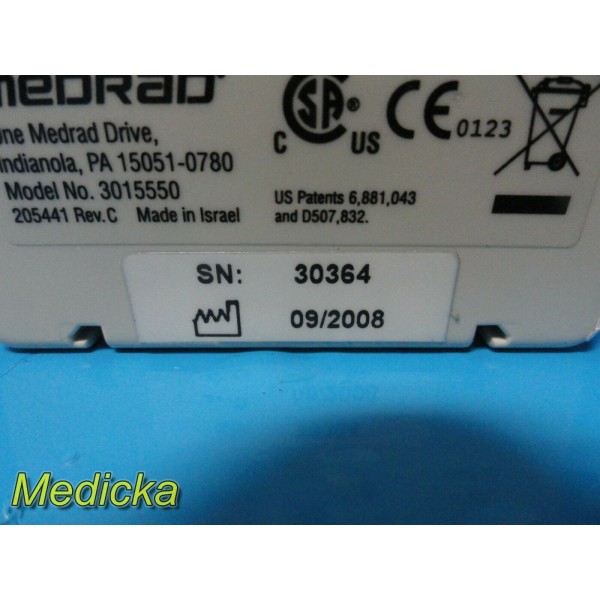 medrad
One Medrad Drive,
Indianola, PA 15051-0780
Model No. 3015550
205441 Rev.C Made in Israel
C SA ® US
CE 0123
US Patents 6,881,043
and D507,832.
SN: 30364
09/2008
Medicka